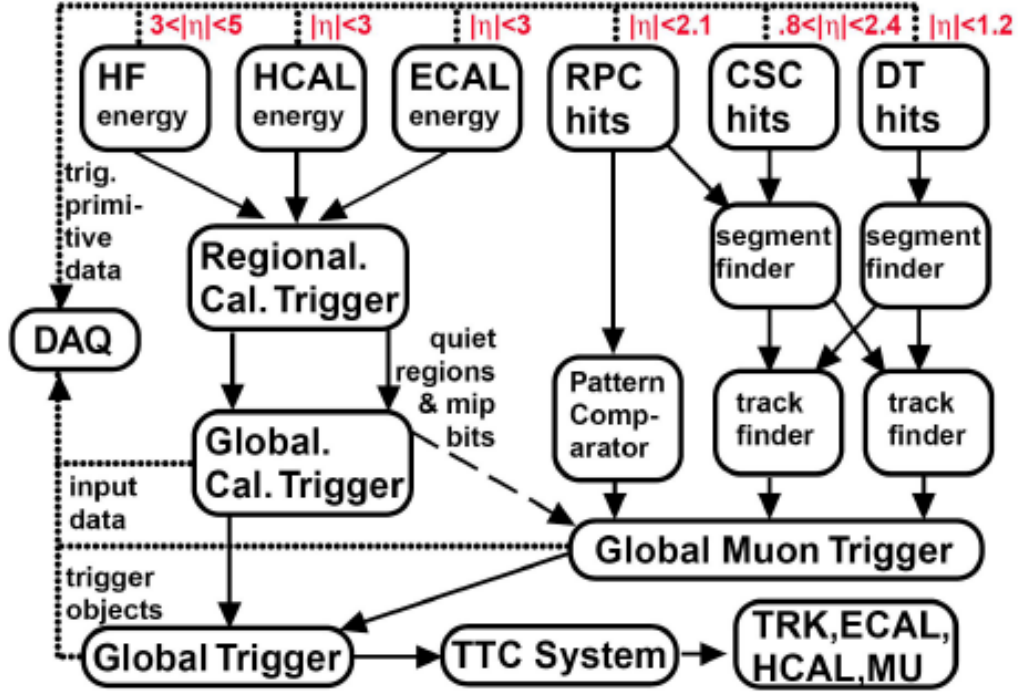 3<|η|<5
|η|<3
|η|<3
|η|<2.1
.8<|η|<2.4
|η|<1.2
HF
energy
HCAL
energy
ECAL
energy
RPC
hits
CSC
hits
DT
hits
trig.
primi-
tive
data
segment
finder
segment
finder
Regional.
Cal. Trigger
DAQ
quiet
regions
& mip
bits
Pattern
Comp-
arator
track
finder
track
finder
Global.
Cal. Trigger
input
data
Global Muon Trigger
trigger
objects
Global Trigger
TTC System
TRK,ECAL,
HCAL,MU